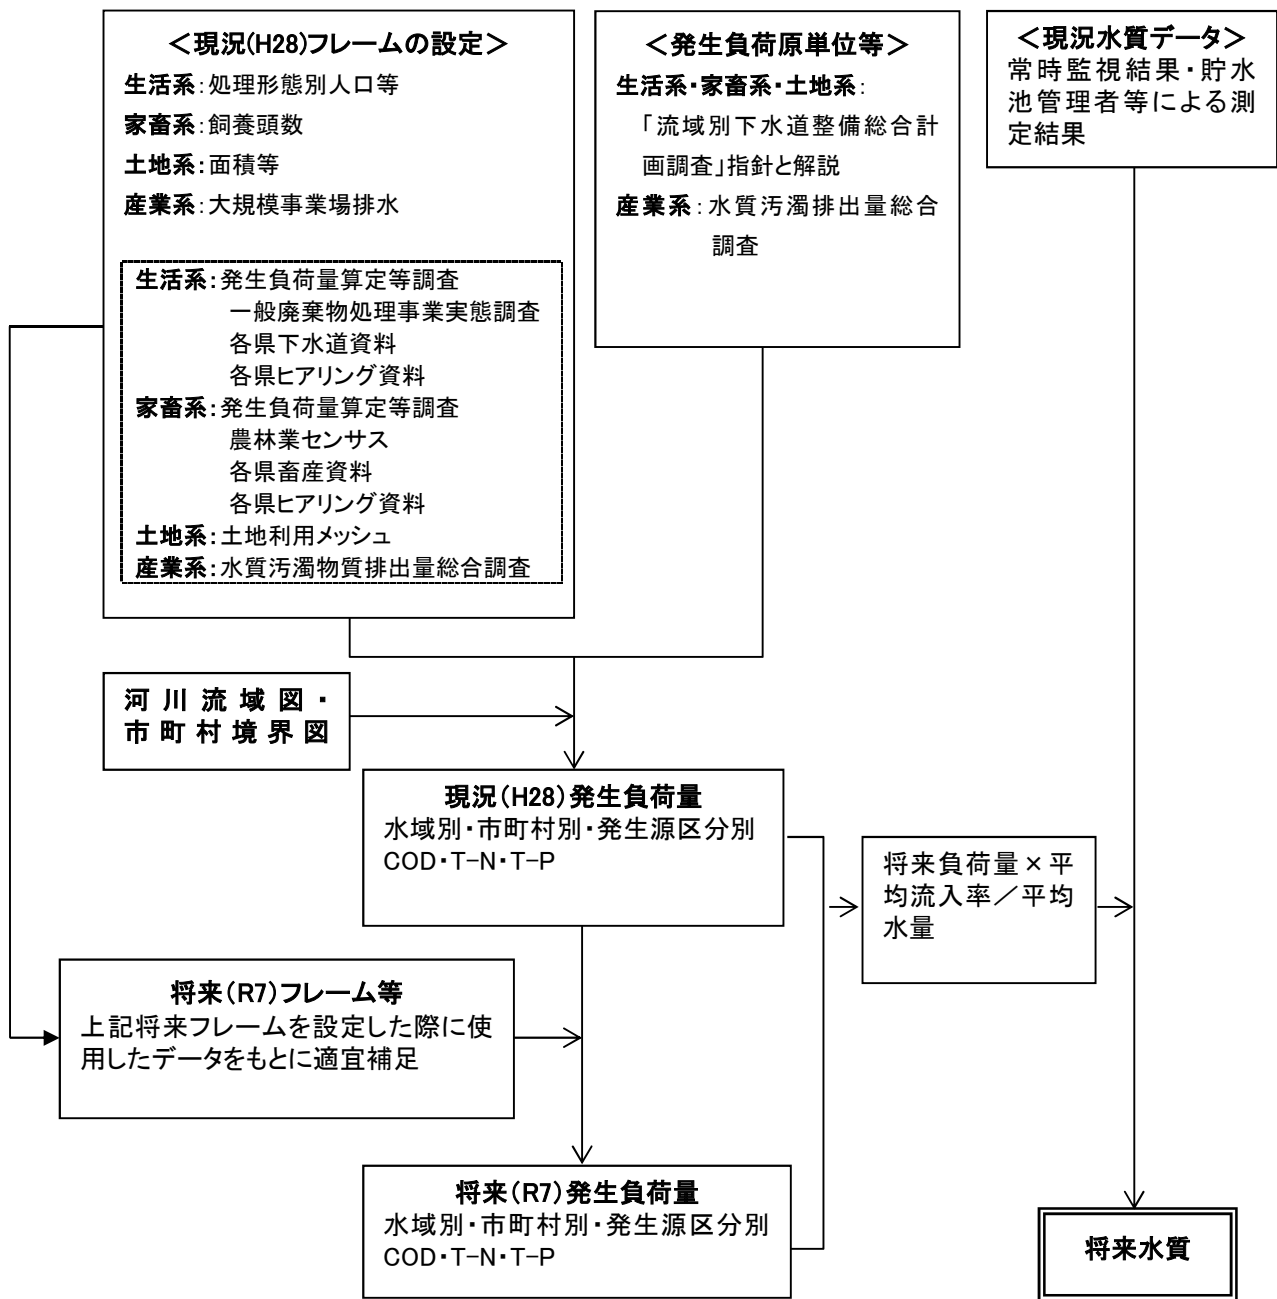 ＜現況(H28)フレームの設定＞
生活系：処理形態別人口等
家畜系：飼養頭数
土地系：面積等
産業系：大規模事業場排水
生活系：発生負荷量算定等調査
一般廃棄物処理事業実態調査
各県下水道資料
各県ヒアリング資料
家畜系：発生負荷量算定等調査
農林業センサス
各県畜産資料
各県ヒアリング資料
土地系：土地利用メッシュ
産業系：水質汚濁物質排出量総合調査
＜発生負荷原単位等＞
生活系・家畜系・土地系：
「流域別下水道整備総合計
画調査」指針と解説
産業系：水質汚濁排出量総合
調査
＜現況水質データ＞
常時監視結果・貯水
池管理者等による測
定結果
河川流域図・
市町村境界図
現況（H28）発生負荷量
水域別・市町村別・発生源区分別
COD・T-N・T-P
将来負荷量×平
均流入率／平均
水量
将来（R7）フレーム等
上記将来フレームを設定した際に使
用したデータをもとに適宜補足
将来（R7）発生負荷量
水域別・市町村別・発生源区分別
COD・T-N・T-P
将来水質